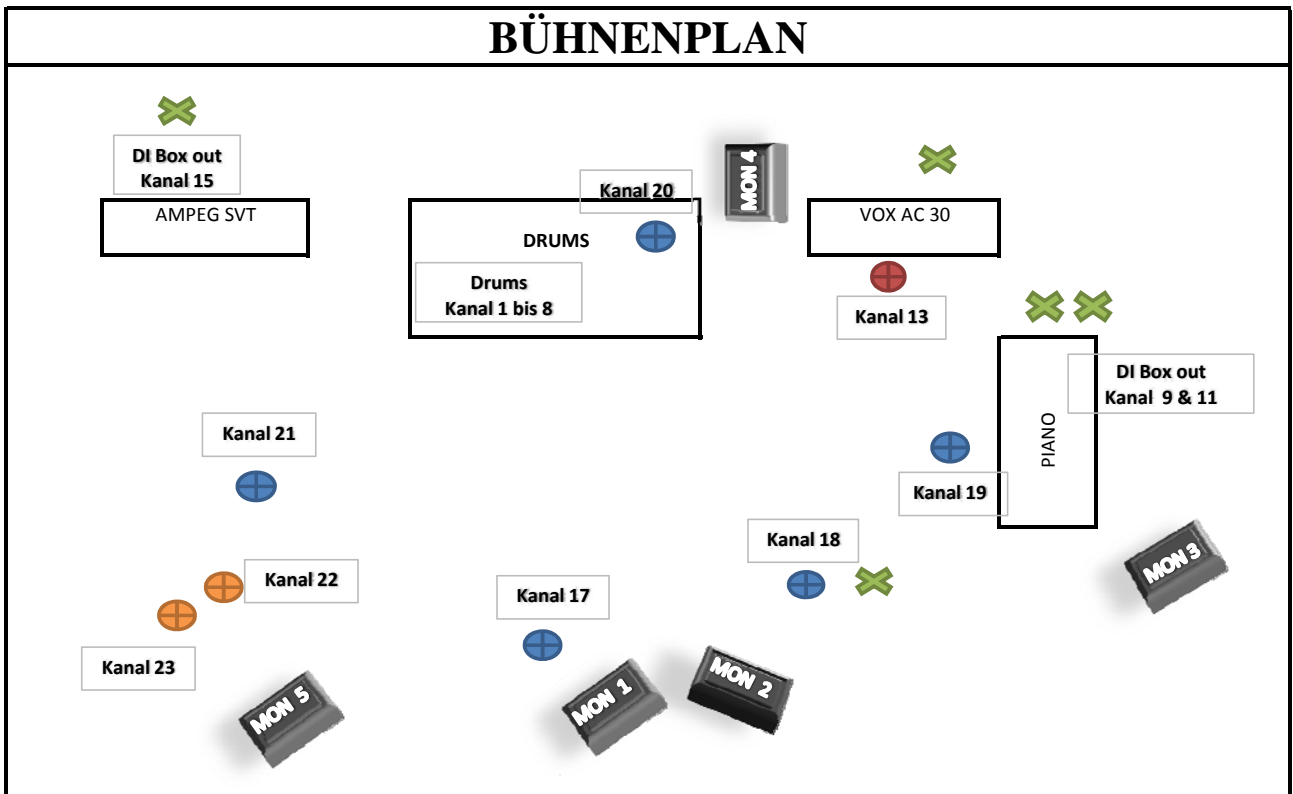 BÜHNENPLAN
DI Box out
Kanal 15
AMPEG SVT
Kanal 20
DRUMS
Drums
Kanal 1 bis 8
MON 4
VOX AC 30
Kanal 13
DI Box out
Kanal 9 & 11
PIANO
Kanal 21
Kanal 19
Kanal 18
MON 3
Kanal 22
Kanal 17
Kanal 23
MON 5
MON 1
MON 2